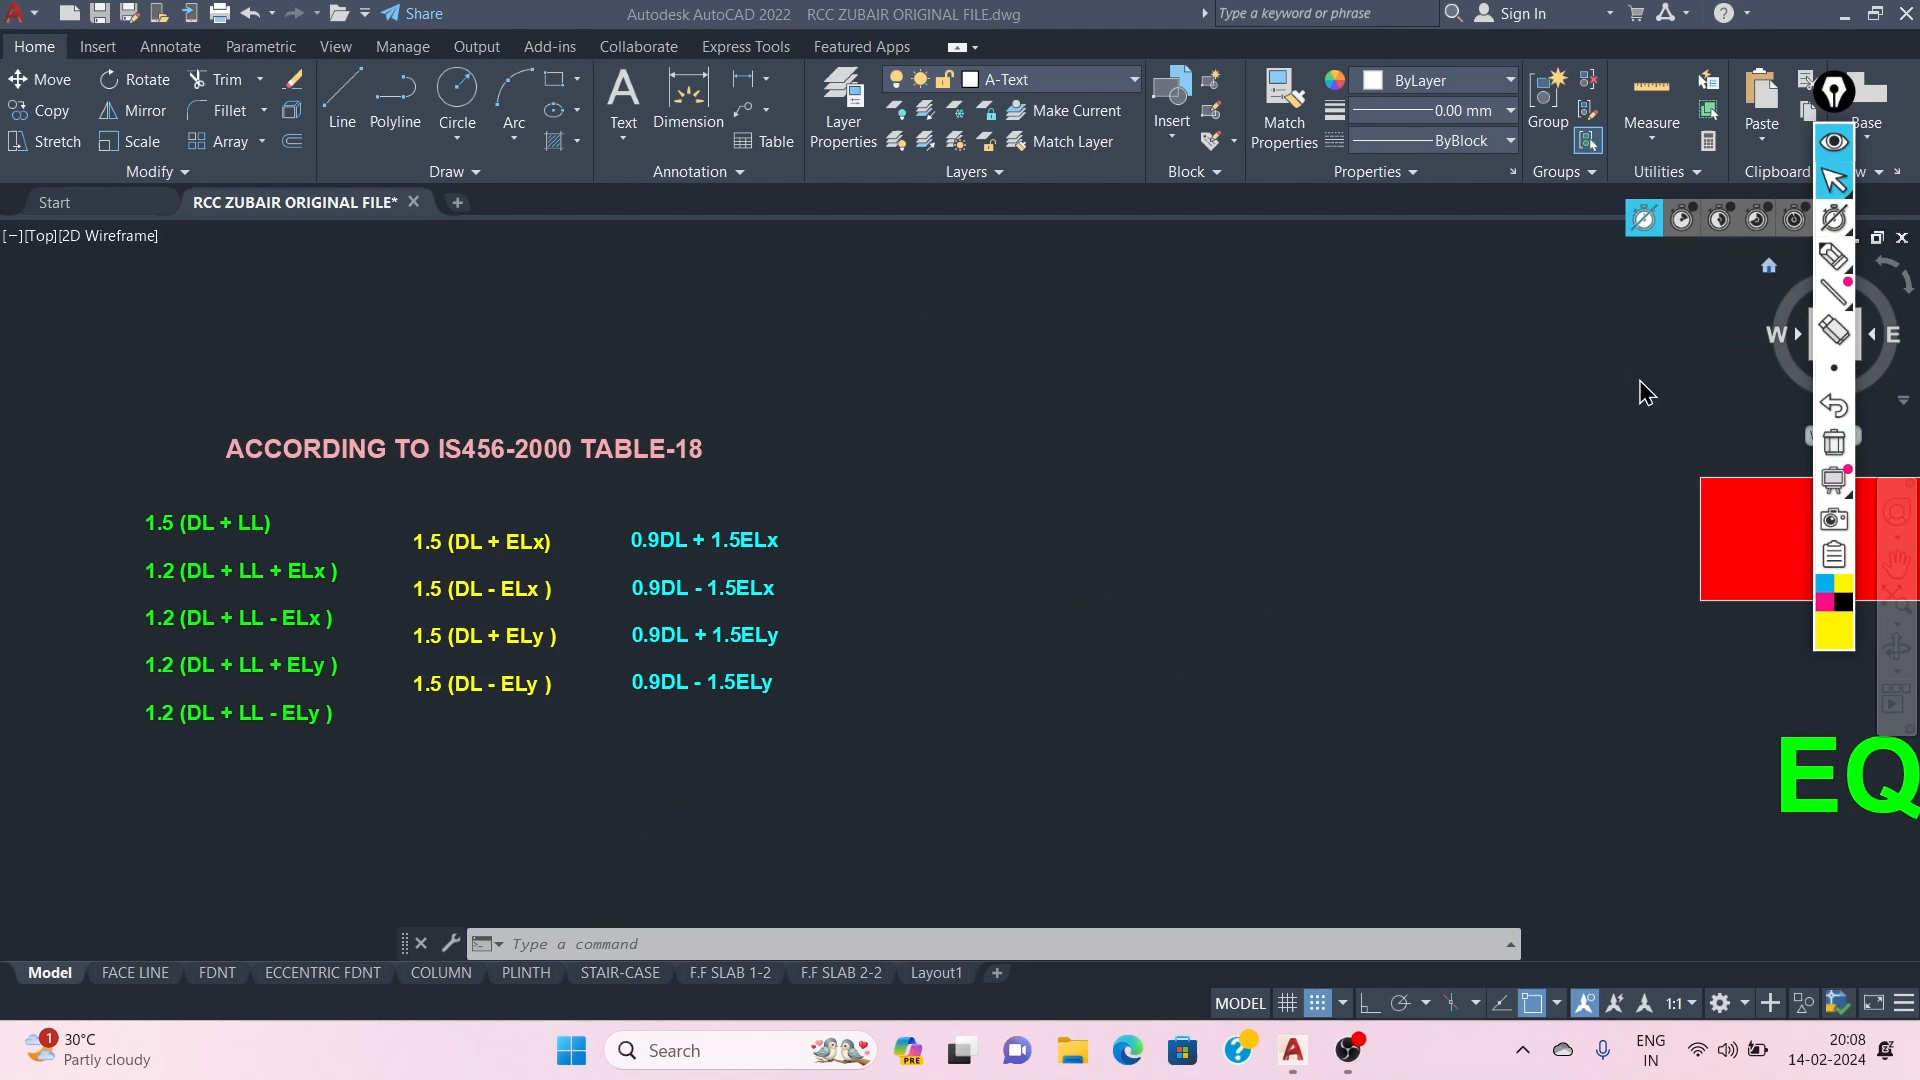 Share
Autodesk AutoCAD 2022 RCC ZUBAIR ORIGINAL FILE.dwg
Type a keyword or phrase
Sign In
Home Insert Annotate Parametric View Manage Output Add-ins Collaborate Express Tools Featured Apps
Move Rotate Trim
Copy Mirror Fillet
Stretch Scale Array
Modify
Line Polyline Circle Arc
Draw
Text Dimension Table
Annotation
Layer Properties
A-Text
Make Current
Match Layer
Layers
Insert
Block
Match Properties
ByLayer
0.00 mm
ByBlock
Properties
Group
Groups
Measure
Utilities
Paste
Clipboard
Base
w
Start RCC ZUBAIR ORIGINAL FILE*
[−][Top][2D Wireframe]
W E
ACCORDING TO IS456-2000 TABLE-18
1.5 (DL + LL)
1.2 (DL + LL + ELx )
1.2 (DL + LL - ELx )
1.2 (DL + LL + ELy )
1.2 (DL + LL - ELy )
1.5 (DL + ELx)
1.5 (DL - ELx )
1.5 (DL + ELy )
1.5 (DL - ELy )
0.9DL + 1.5ELx
0.9DL - 1.5ELx
0.9DL + 1.5ELy
0.9DL - 1.5ELy
EQ
Type a command
Model FACE LINE FDNT ECCENTRIC FDNT COLUMN PLINTH STAIR-CASE F.F SLAB 1-2 F.F SLAB 2-2 Layout1
MODEL 1:1
1
30°C
Partly cloudy
Search
PRE
ENG
IN
20:08
14-02-2024